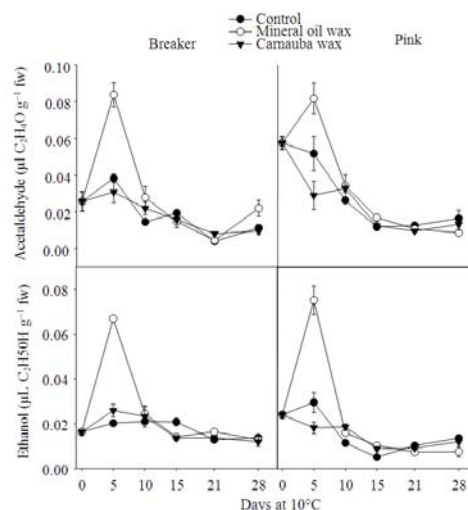 Control
Mineral oil wax
Carnauba wax
Breaker
Pink
Acetaldehyde (µl C₂H₄O g⁻¹ fw)
0.10
0.08
0.06
0.04
0.02
0.00
Ethanol (µL C₂H50H g⁻¹ fw)
0.08
0.06
0.04
0.02
0.00
0 5 10 15 21 28 0 5 10 15 21 28
Days at 10°C